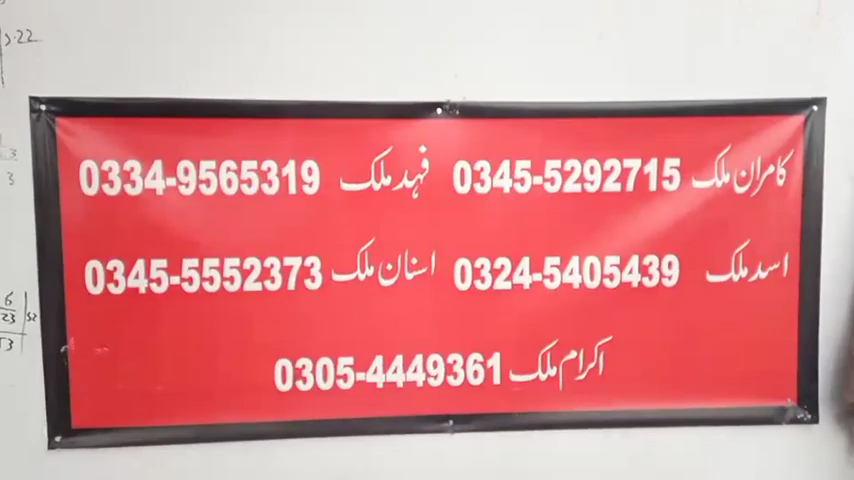 کامران ملک 0345-5292715 فہد ملک 0334-9565319
اسد ملک 0324-5405439 اسنان ملک 0345-5552373
اکرام ملک 0305-4449361